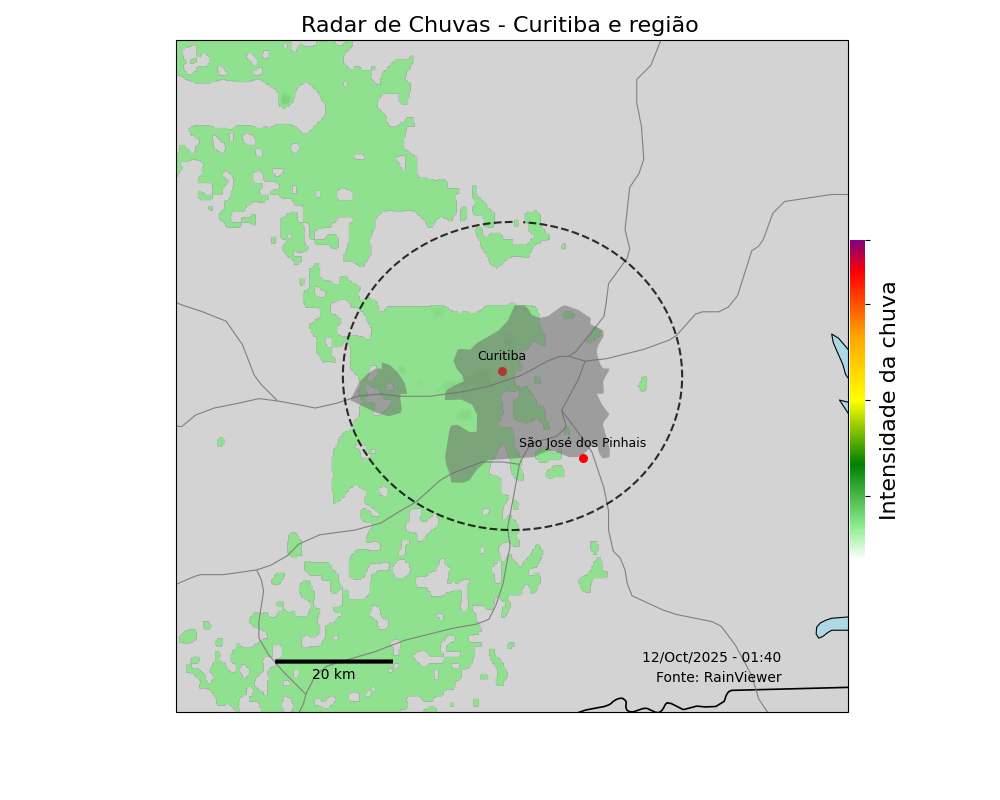 Radar de Chuvas - Curitiba e região
Curitiba
São José dos Pinhais
Intensidade da chuva
20 km
12/Oct/2025 - 01:40
Fonte: RainViewer